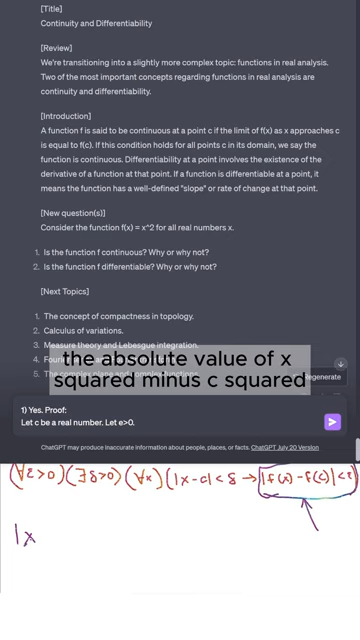 [Title]
Continuity and Differentiability
[Review]
We're transitioning into a slightly more complex topic: functions in real analysis.
Two of the most important concepts regarding functions in real analysis are
continuity and differentiability.
[Introduction]
A function f is said to be continuous at a point c if the limit of f(x) as x approaches c
is equal to f(c). If this condition holds for all points c in its domain, we say the
function is continuous. Differentiability at a point involves the existence of the
derivative of a function at that point. If a function is differentiable at a point, it
means the function has a well-defined "slope" or rate of change at that point.
[New question(s)]
Consider the function f(x) = x^2 for all real numbers x.
1. Is the function f continuous? Why or why not?
2. Is the function f differentiable? Why or why not?
[Next Topics]
1. The concept of compactness in topology.
2. Calculus of variations.
3. Measure theory and Lebesgue integration.
the absolute value of x
squared minus c squared
5. The
1) Yes. Proof:
Let c be a real number. Let e>0.
ChatGPT may produce inaccurate information about people, places, or facts. ChatGPT July 20 Version
(∀ε>0)(∃δ>0)(∀x)(|x-c|<δ→|f(x)-f(c)|<ε)
|x